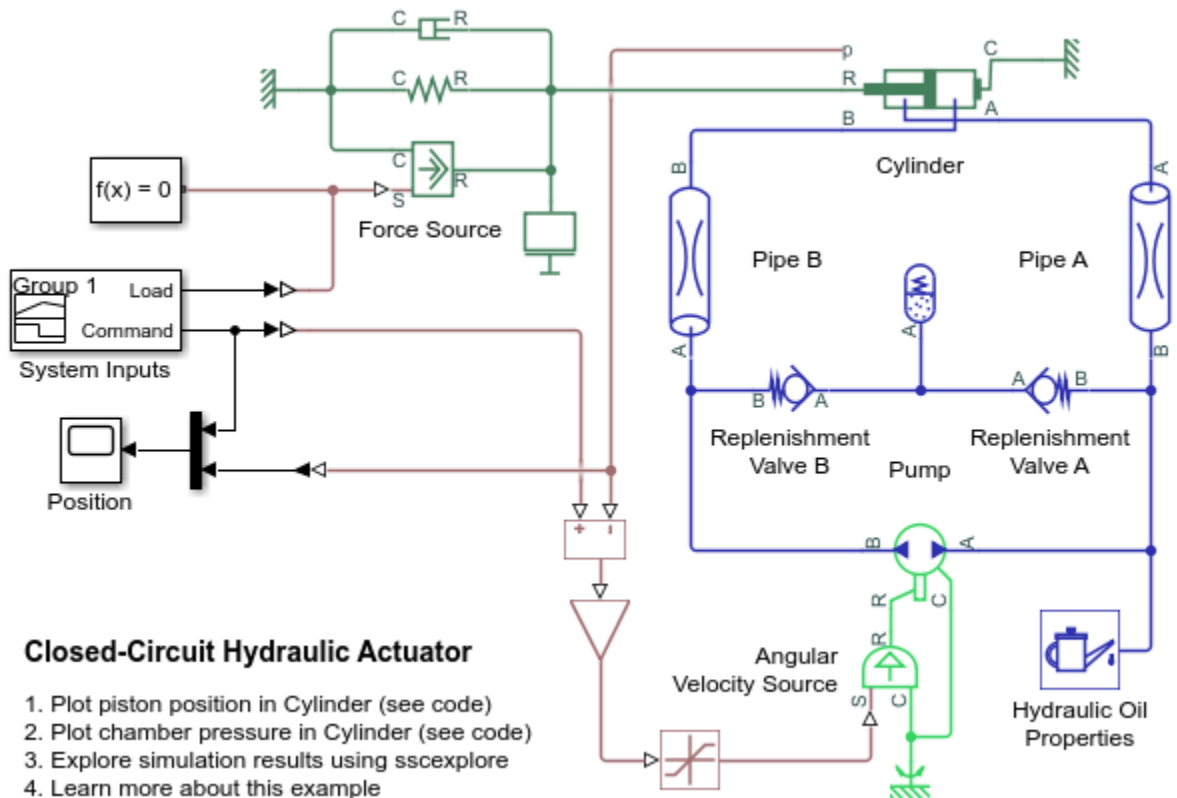 C R
p
C
C R
R
A
B
C
R
Cylinder
S
f(x) = 0
Force Source
B
A
Pipe B
Pipe A
Group 1
Load
Command
System Inputs
A
A
B
B A
A B
Replenishment
Valve B
Replenishment
Valve A
Pump
Position
+ -
B A
R C
R
Closed-Circuit Hydraulic Actuator
Angular
Velocity Source
S C
Hydraulic Oil
Properties
1. Plot piston position in Cylinder (see code)
2. Plot chamber pressure in Cylinder (see code)
3. Explore simulation results using sscexplore
4. Learn more about this example